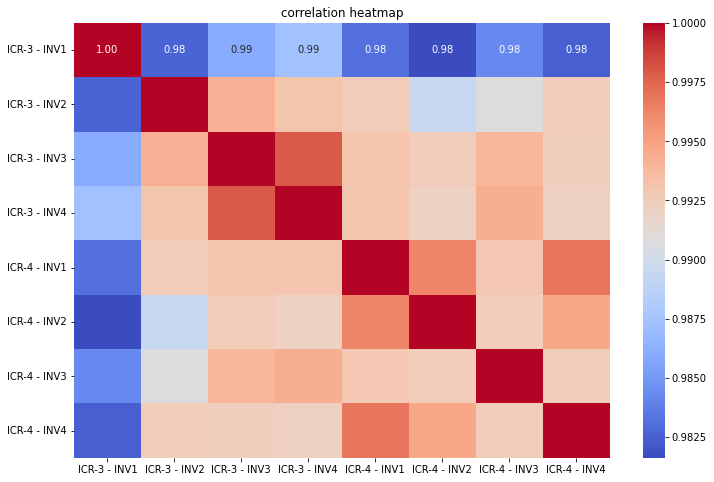 correlation heatmap
ICR-3 - INV1
1.00 0.98 0.99 0.99 0.98 0.98 0.98 0.98
ICR-3 - INV2
ICR-3 - INV3
ICR-3 - INV4
ICR-4 - INV1
ICR-4 - INV2
ICR-4 - INV3
ICR-4 - INV4
ICR-3 - INV1 ICR-3 - INV2 ICR-3 - INV3 ICR-3 - INV4 ICR-4 - INV1 ICR-4 - INV2 ICR-4 - INV3 ICR-4 - INV4
1.0000
0.9975
0.9950
0.9925
0.9900
0.9875
0.9850
0.9825